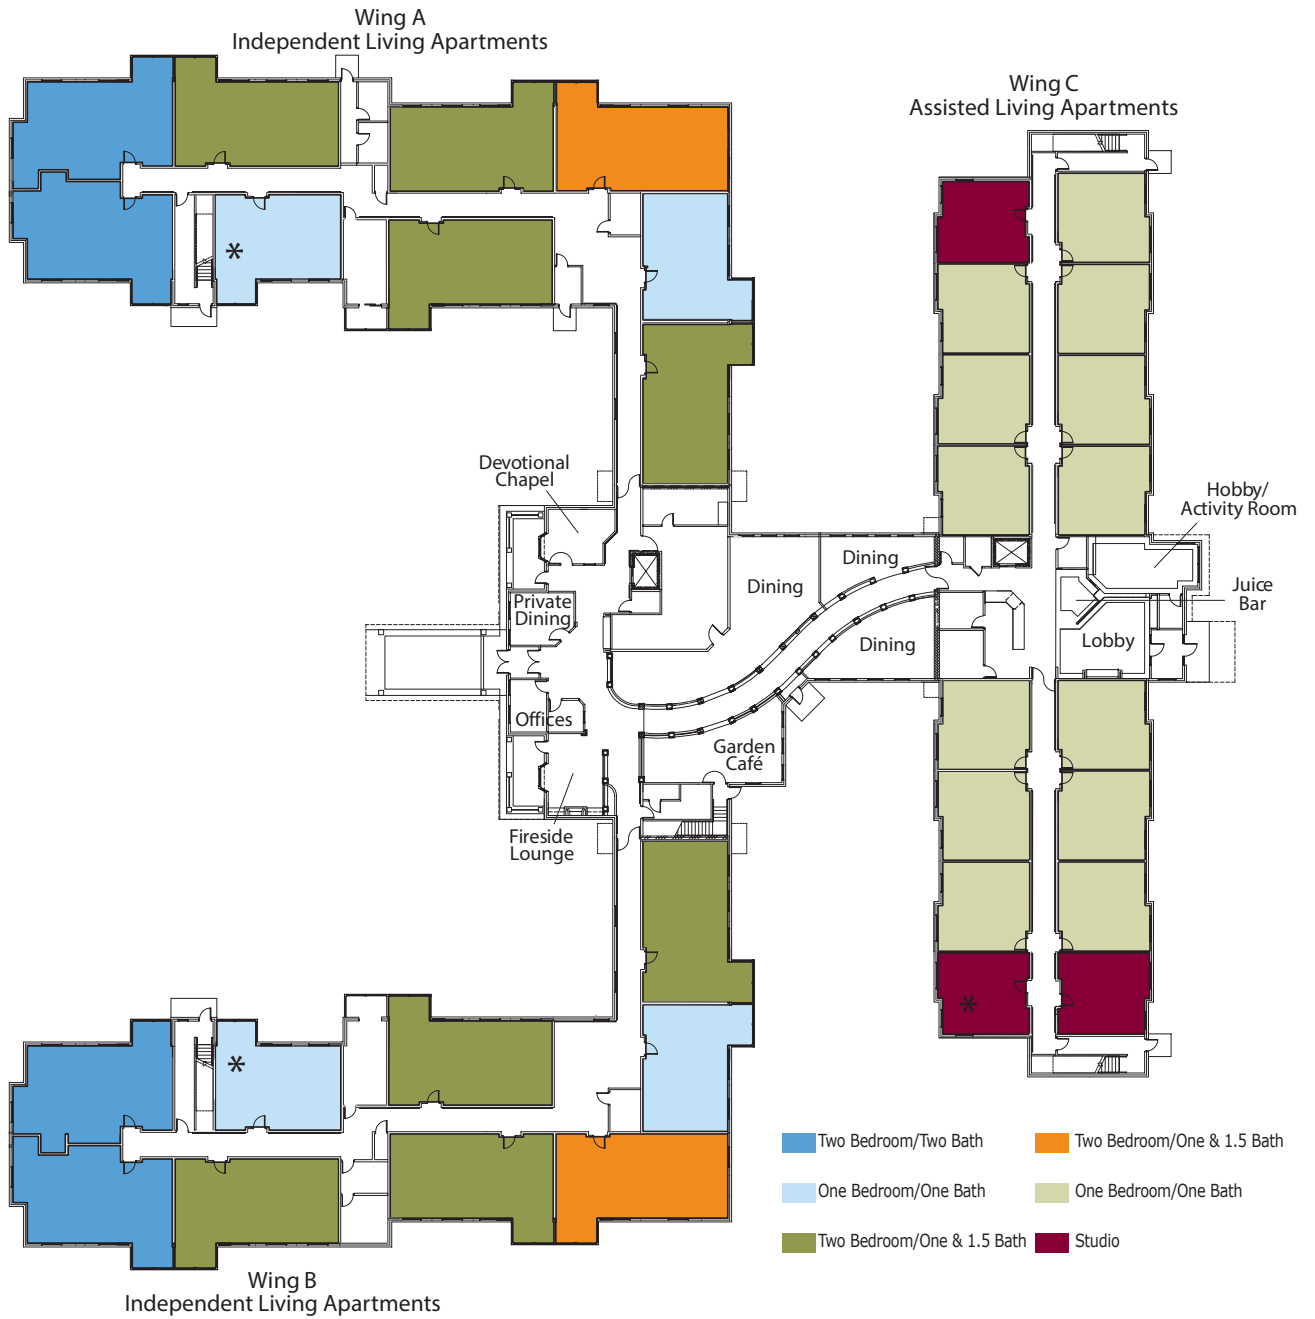 Wing A
Independent Living Apartments
Wing C
Assisted Living Apartments
*
Devotional
Chapel
Hobby/
Activity Room
Dining
Dining
Juice
Bar
Private
Dining
Dining
Lobby
Offices
Garden
Café
Fireside
Lounge
*
*
Two Bedroom/Two Bath
Two Bedroom/One & 1.5 Bath
One Bedroom/One Bath
One Bedroom/One Bath
Two Bedroom/One & 1.5 Bath
Studio
Wing B
Independent Living Apartments